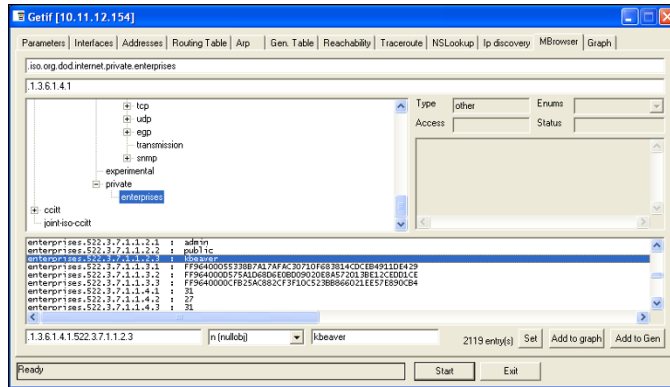 Getif [10.11.12.154]
Parameters Interfaces Addresses Routing Table Arp Gen. Table Reachability Traceroute NSLookup Ip discovery MBrowser Graph
.iso.org.dod.internet.private.enterprises
.1.3.6.1.4.1
tcp
udp
egp
transmission
snmp
experimental
private
enterprises
ccitt
joint-iso-ccitt
Type other Enums
Access Status
enterprises.522.3.7.1.1.2.1 : admin
enterprises.522.3.7.1.1.2.2 : public
enterprises.522.3.7.1.1.2.3 : kbeaver
enterprises.522.3.7.1.1.3.1 : FF96400055338B7A17AFAC30710F683814CDCEB4911DE429
enterprises.522.3.7.1.1.3.2 : FF9640000D575A1D68D6E0BD09020E8A572013BE12CEDD1CE
enterprises.522.3.7.1.1.3.3 : FF964000CFB25AC882CF3F10C523BB866021EE57E890CB4
enterprises.522.3.7.1.1.4.1 : 31
enterprises.522.3.7.1.1.4.2 : 27
enterprises.522.3.7.1.1.4.3 : 31
.1.3.6.1.4.1.522.3.7.1.1.2.3 n (nullobj) kbeaver 2119 entry(s) Set Add to graph Add to Gen
Ready Start Exit